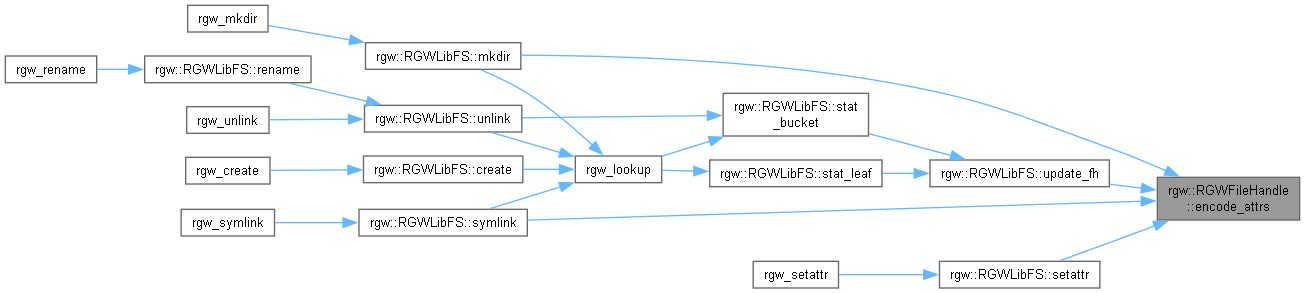 rgw_mkdir
rgw::RGWLibFS::mkdir
rgw_rename
rgw::RGWLibFS::rename
rgw::RGWLibFS::stat
_bucket
rgw_unlink
rgw::RGWLibFS::unlink
rgw_create
rgw::RGWLibFS::create
rgw_lookup
rgw::RGWLibFS::stat_leaf
rgw::RGWLibFS::update_fh
rgw::RGWFileHandle
::encode_attrs
rgw_symlink
rgw::RGWLibFS::symlink
rgw_setattr
rgw::RGWLibFS::setattr